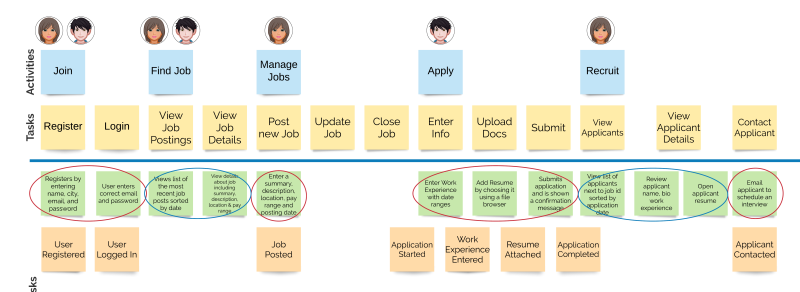 Activities
Join
Find Job
Manage
Jobs
Apply
Recruit
Tasks
Register
Login
View
Job
Postings
View
Job
Details
Post
new Job
Update
Job
Close
Job
Enter
Info
Upload
Docs
Submit
View
Applicants
View
Applicant
Details
Contact
Applicant
Registers by
entering
name, city,
email, and
password
User enters
correct email
and password
Views list of
the most
recent job
posts sorted
by date
View details
about job
including
summary,
description,
location & pay
range
Enter a
summary,
description,
location, pay
range and
posting date
Enter Work
Experience
with date
ranges
Add Resume
by choosing it
using a file
browser
Submits
application
and is shown
a confirmation
message
View list of
applicants
next to job id
sorted by
application
date
Review
applicant
name, bio
work
experience
Open
applicant
resume
Email
applicant to
schedule an
interview
User
Registered
User
Logged In
Job
Posted
Application
Started
Work
Experience
Entered
Resume
Attached
Application
Completed
Applicant
Contacted
sks